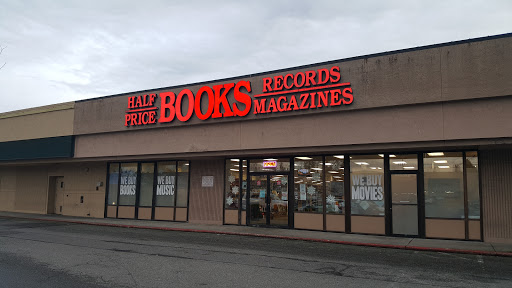 HALF PRICE BOOKS RECORDS MAGAZINES
WE BUY BOOKS
WE BUY MUSIC
WE BUY MOVIES